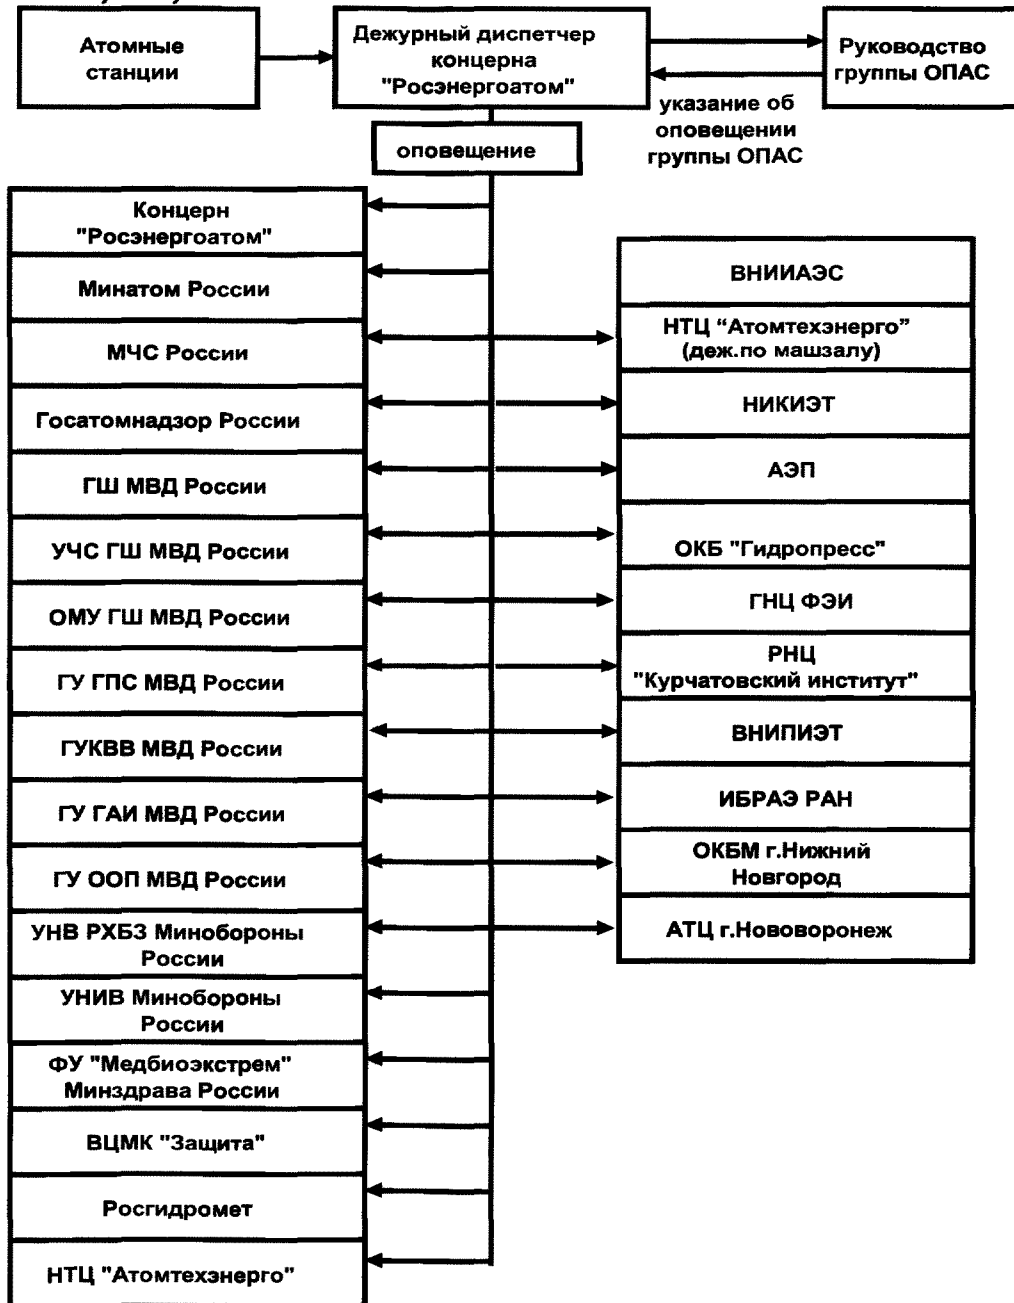 Атомные
станции
Дежурный диспетчер
концерна
"Росэнергоатом"
Руководство
группы ОПАС
указание об
оповещении
группы ОПАС
оповещение
Концерн
"Росэнергоатом"
Минатом России
МЧС России
Госатомнадзор России
ГШ МВД России
УЧС ГШ МВД России
ОМУ ГШ МВД России
ГУ ГПС МВД России
ГУКВВ МВД России
ГУ ГАИ МВД России
ГУ ООП МВД России
УНВ РХБЗ Минобороны
России
УНИВ Минобороны
России
ФУ "Медбиоэкстрем"
Минздрава России
ВЦМК "Защита"
Росгидромет
НТЦ "Атомтехэнерго"
ВНИИАЭС
НТЦ “Атомтехэнерго”
(деж.по машзалу)
НИКИЭТ
АЭП
ОКБ "Гидропресс"
ГНЦ ФЭИ
РНЦ
"Курчатовский институт"
ВНИПИЭТ
ИБРАЭ РАН
ОКБМ г.Нижний
Новгород
АТЦ г.Нововоронеж